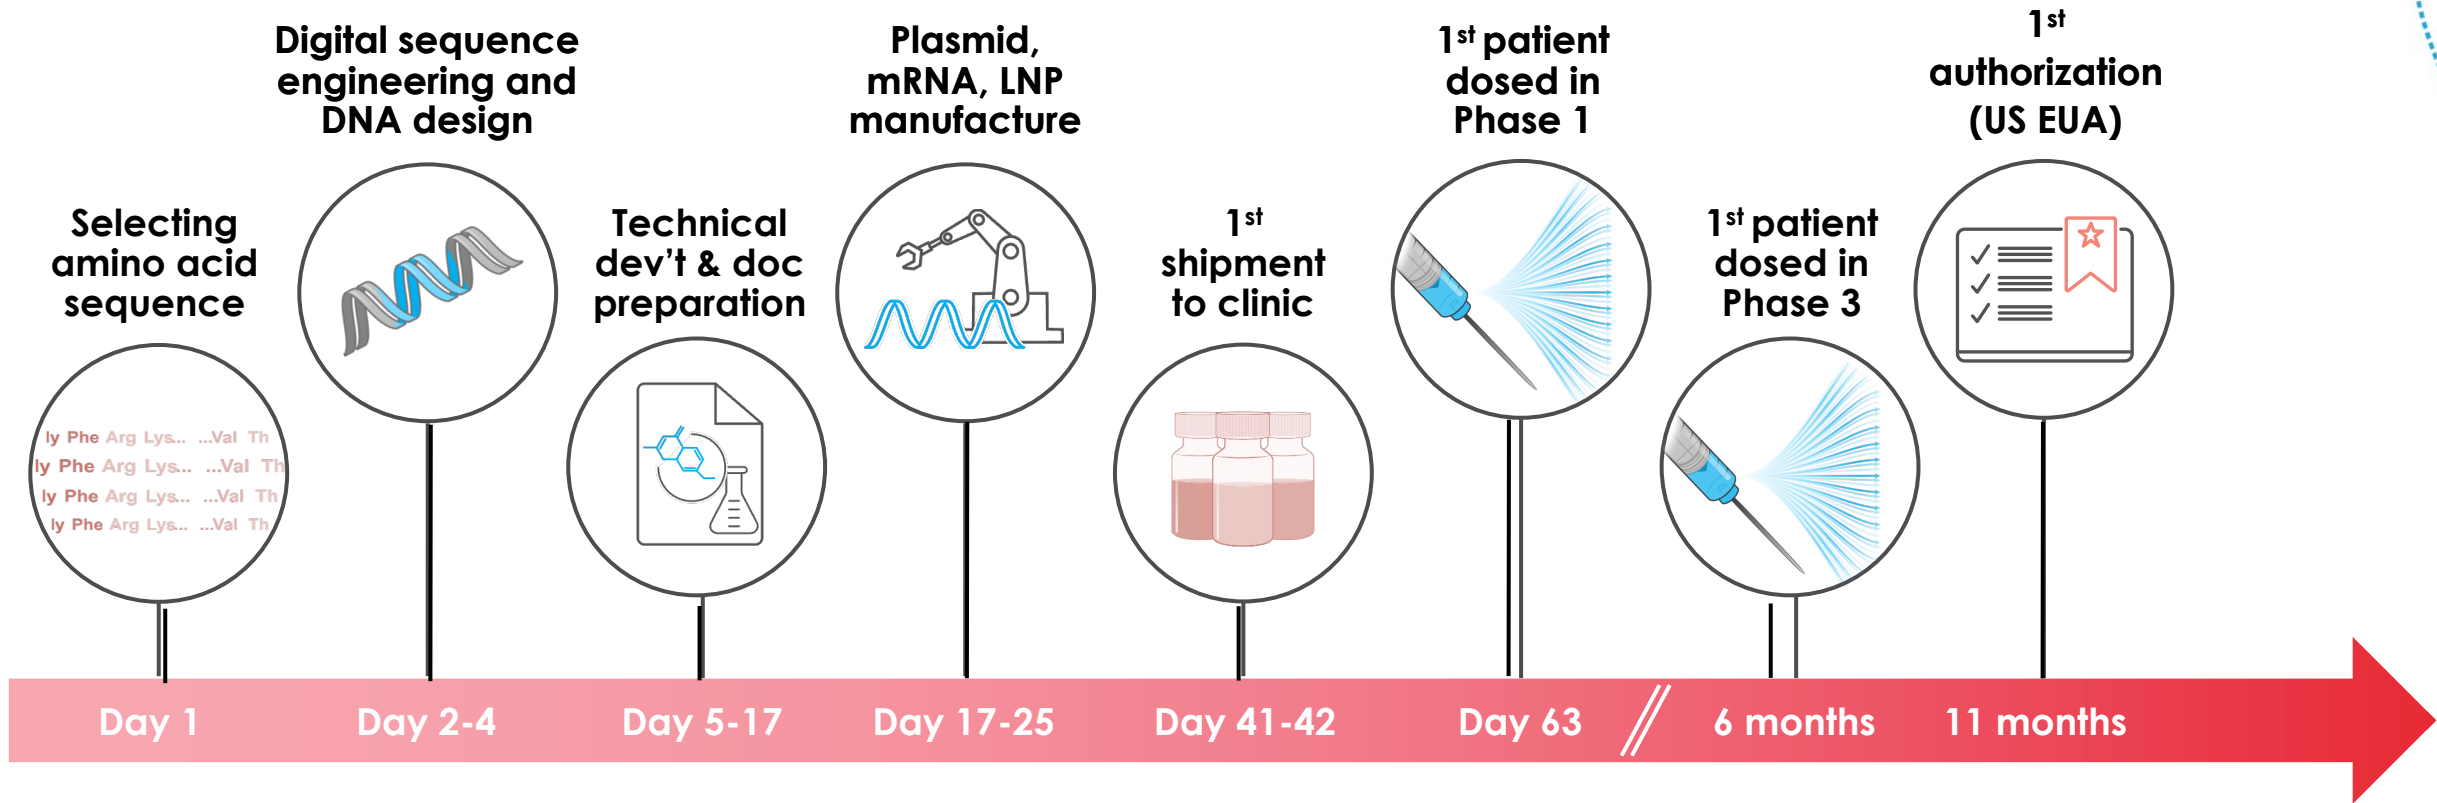 Selecting
amino acid
sequence
ly Phe Arg Lys... ...Val Th
ly Phe Arg Lys... ...Val Th
ly Phe Arg Lys... ...Val Th
ly Phe Arg Lys... ...Val Th
Day 1
Digital sequence
engineering and
DNA design
Day 2-4
Technical
dev’t & doc
preparation
Day 5-17
Plasmid,
mRNA, LNP
manufacture
Day 17-25
1st
shipment
to clinic
Day 41-42
1st patient
dosed in
Phase 1
Day 63
1st patient
dosed in
Phase 3
6 months
1st
authorization
(US EUA)
11 months